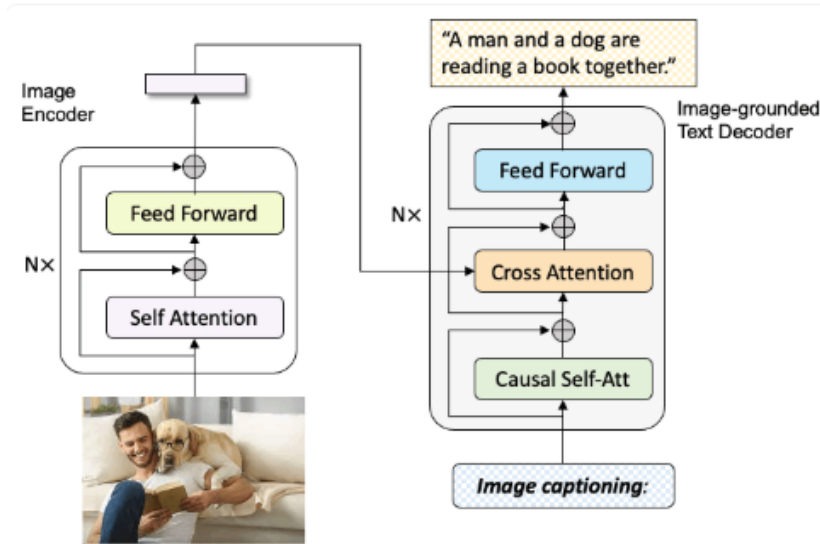 Image
Encoder
N×
Feed Forward
Self Attention
"A man and a dog are
reading a book together."
Image-grounded
Text Decoder
N×
Feed Forward
Cross Attention
Causal Self-Att
Image captioning: